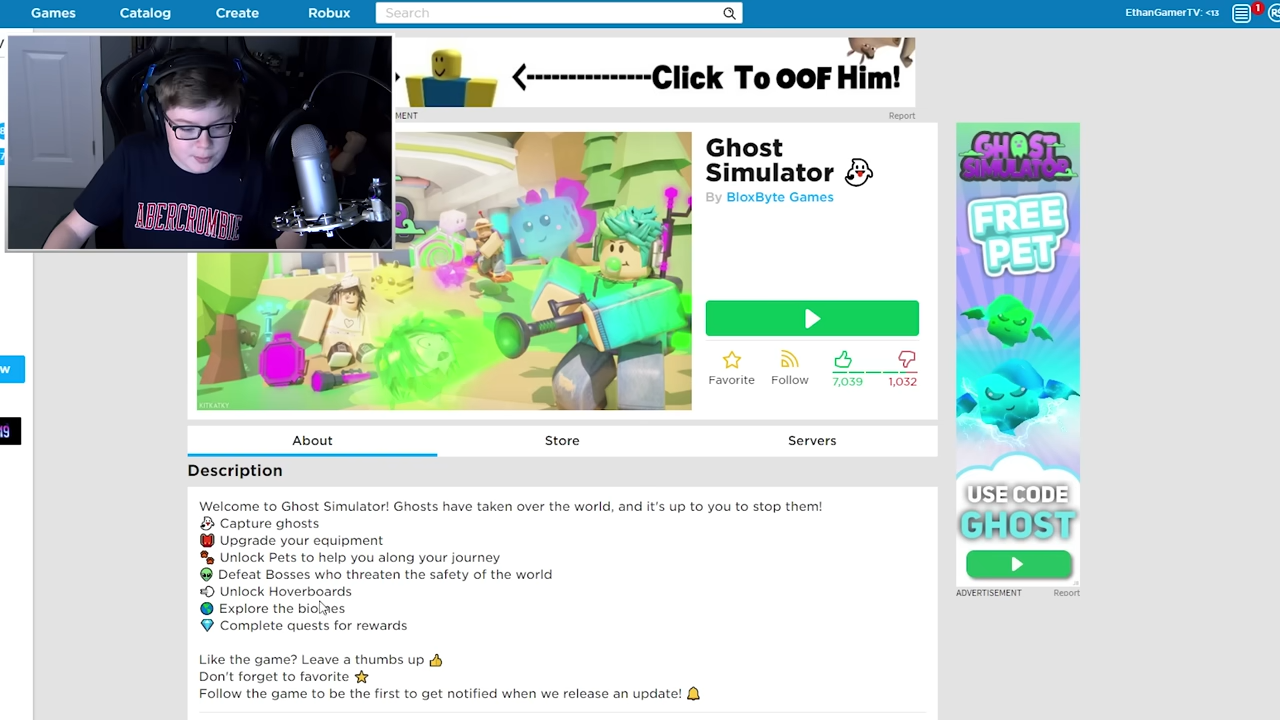 Games Catalog Create Robux Search EthanGamerTV: <13 1
Click To OOF Him!
MENT
Report
ABERCROMBIE
KITKATKY
Ghost
Simulator
By BloxByte Games
Favorite Follow 7,039 1,032
GHOST
SIMULATOR
FREE
PET
USE CODE
GHOST
ADVERTISEMENT Report
About Store Servers
Description
Welcome to Ghost Simulator! Ghosts have taken over the world, and it's up to you to stop them!
Capture ghosts
Upgrade your equipment
Unlock Pets to help you along your journey
Defeat Bosses who threaten the safety of the world
Unlock Hoverboards
Explore the biomes
Complete quests for rewards
Like the game? Leave a thumbs up
Don't forget to favorite
Follow the game to be the first to get notified when we release an update!